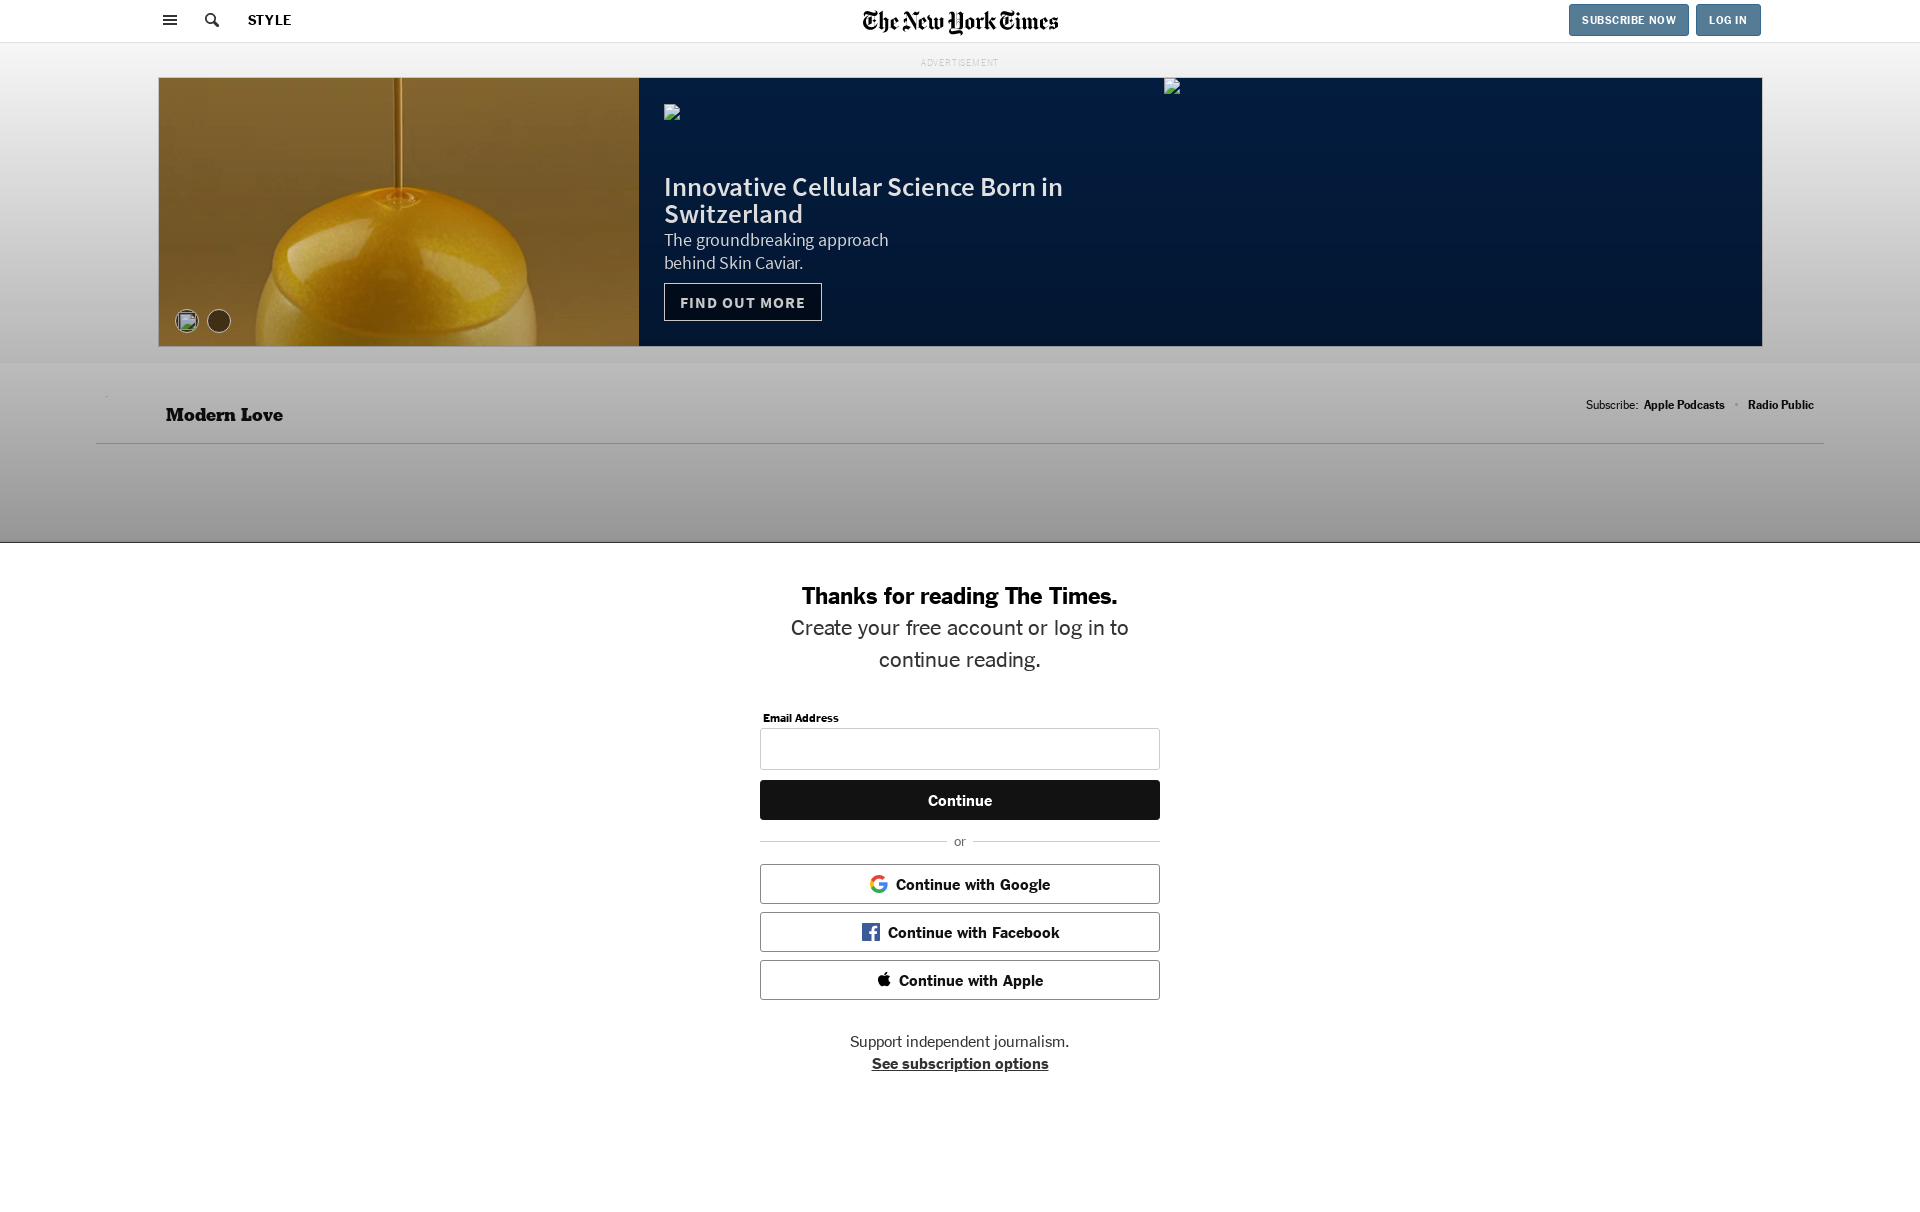 STYLE
The New York Times
SUBSCRIBE NOW
LOG IN
ADVERTISEMENT
Innovative Cellular Science Born in
Switzerland
The groundbreaking approach
behind Skin Caviar.
FIND OUT MORE
Modern Love
Subscribe: Apple Podcasts • Radio Public
Thanks for reading The Times.
Create your free account or log in to
continue reading.
Email Address
Continue
or
Continue with Google
Continue with Facebook
Continue with Apple
Support independent journalism.
See subscription options